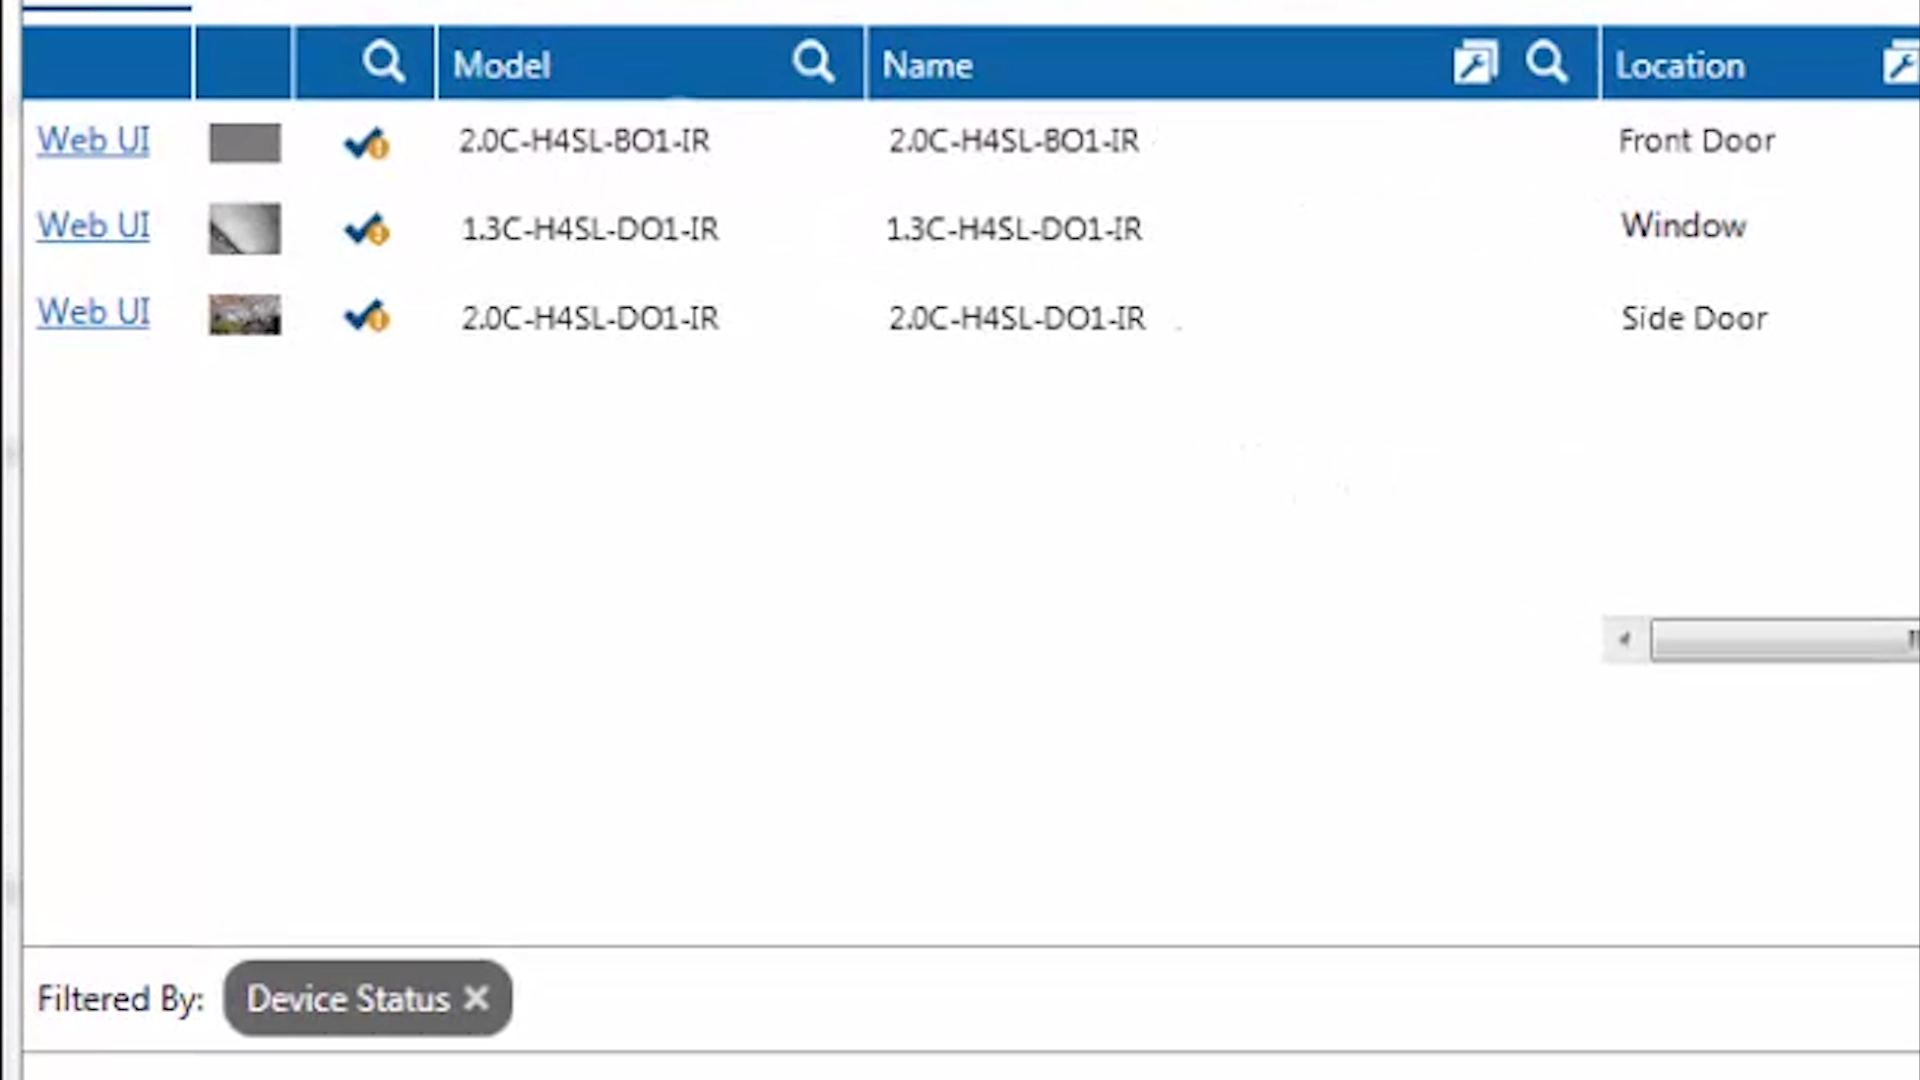 Model Name Location
Web UI 2.0C-H4SL-BO1-IR 2.0C-H4SL-BO1-IR Front Door
Web UI 1.3C-H4SL-DO1-IR 1.3C-H4SL-DO1-IR Window
Web UI 2.0C-H4SL-DO1-IR 2.0C-H4SL-DO1-IR Side Door
Filtered By: Device Status